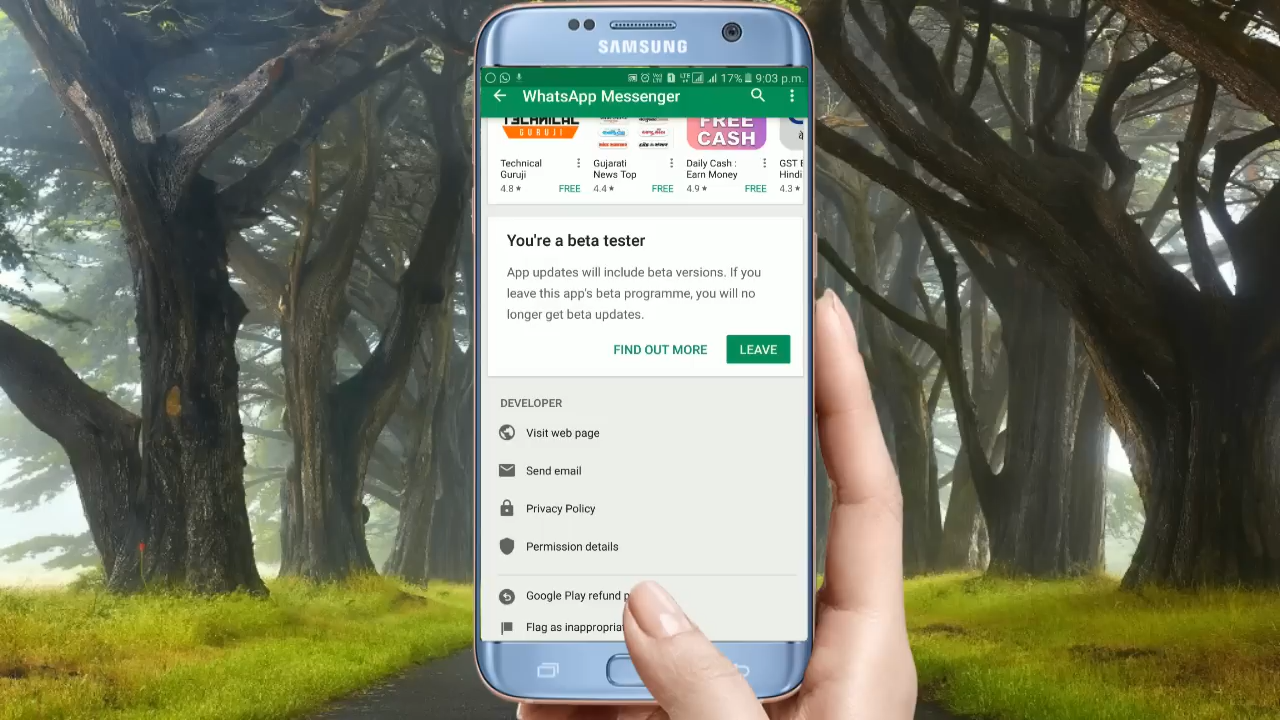 SAMSUNG
17% 9:03 p.m.
WhatsApp Messenger
TECHNICAL
GURUJI
FREE
CASH
Technical
Guruji
4.8★ FREE
Gujarati
News Top
4.4★ FREE
Daily Cash :
Earn Money
4.9★ FREE
GST
Hindi
4.3★
You're a beta tester
App updates will include beta versions. If you
leave this app's beta programme, you will no
longer get beta updates.
FIND OUT MORE LEAVE
DEVELOPER
Visit web page
Send email
Privacy Policy
Permission details
Google Play refund
Flag as